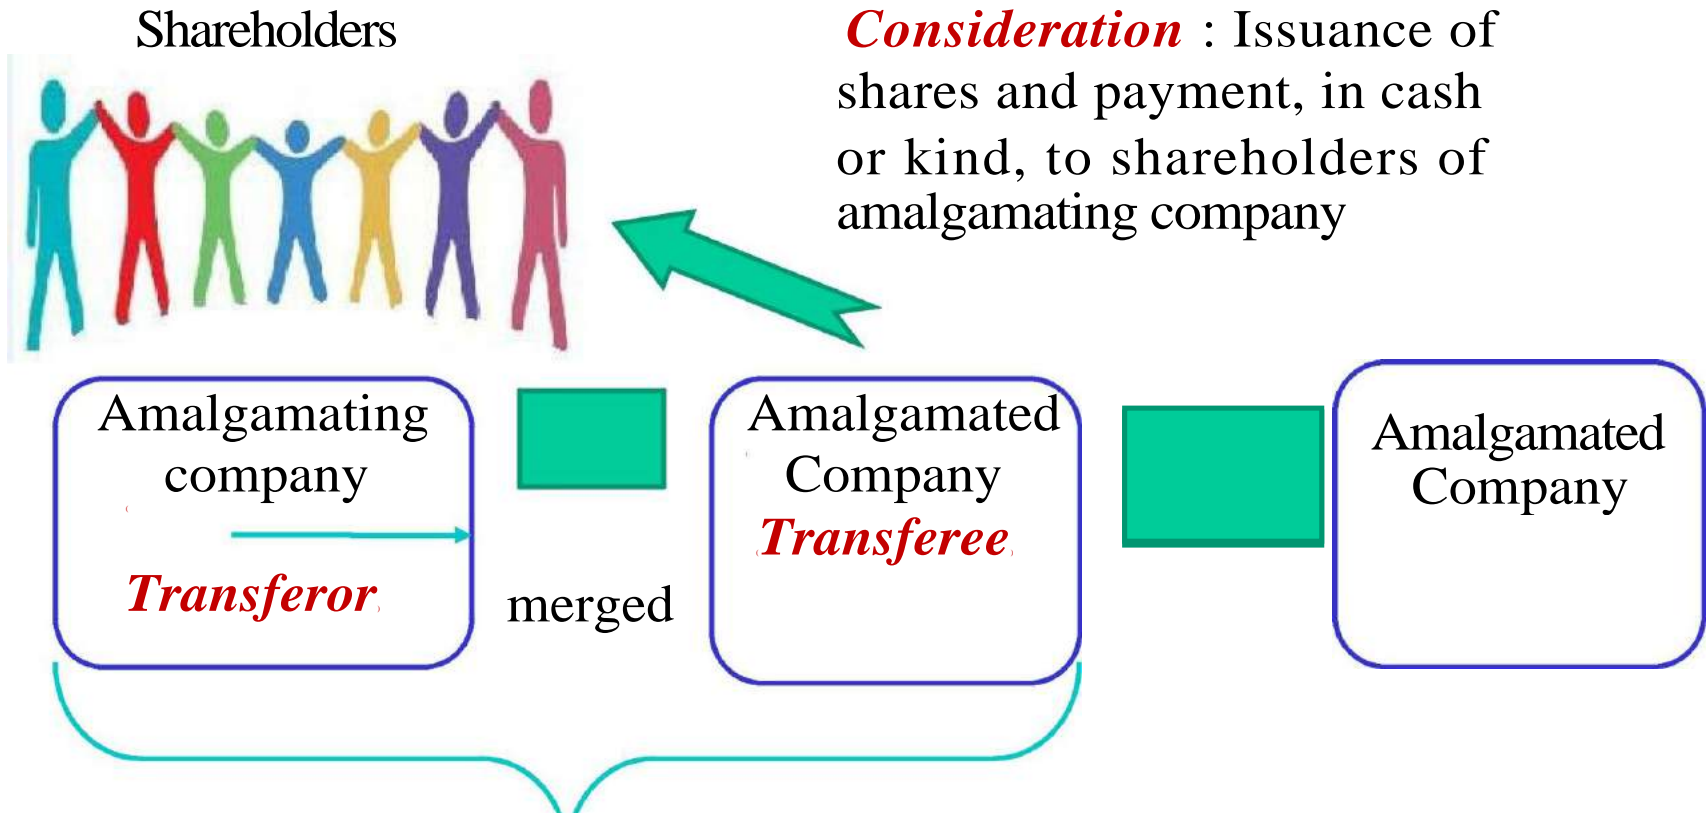 Shareholders
Consideration : Issuance of
shares and payment, in cash
or kind, to shareholders of
amalgamating company
Amalgamating
company
Transferor
merged
Amalgamated
Company
Transferee
Amalgamated
Company